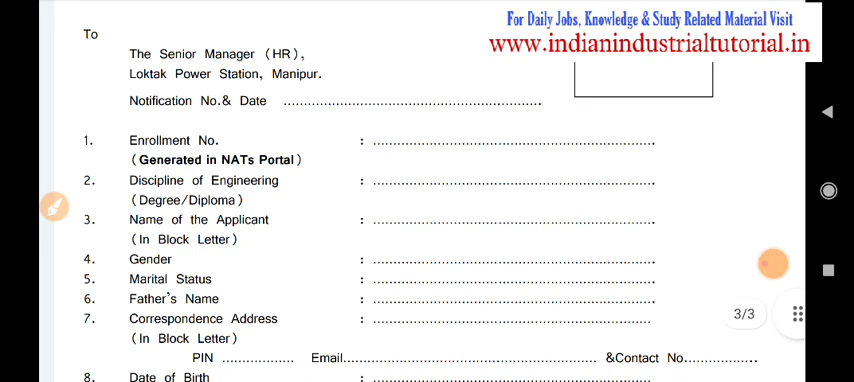 For Daily Jobs, Knowledge & Study Related Material Visit
www.indianindustrialtutorial.in
To
The Senior Manager (HR),
Loktak Power Station, Manipur.
Notification No.& Date ................................................................
1. Enrollment No. : ......................................................................
(Generated in NATs Portal)
2. Discipline of Engineering : ......................................................................
(Degree/Diploma)
3. Name of the Applicant : ......................................................................
(In Block Letter)
4. Gender : ......................................................................
5. Marital Status : ......................................................................
6. Father's Name : ......................................................................
7. Correspondence Address : .....................................................................
(In Block Letter)
PIN .................. Email............................................................... &Contact No..................
8. Date of Birth : .....................................................................
3/3